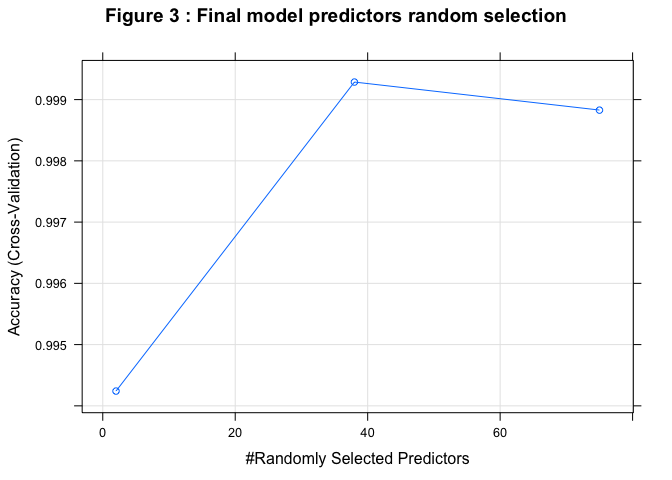 Figure 3 : Final model predictors random selection
0.999
0.998
0.997
0.996
0.995
Accuracy (Cross-Validation)
0 20 40 60
#Randomly Selected Predictors